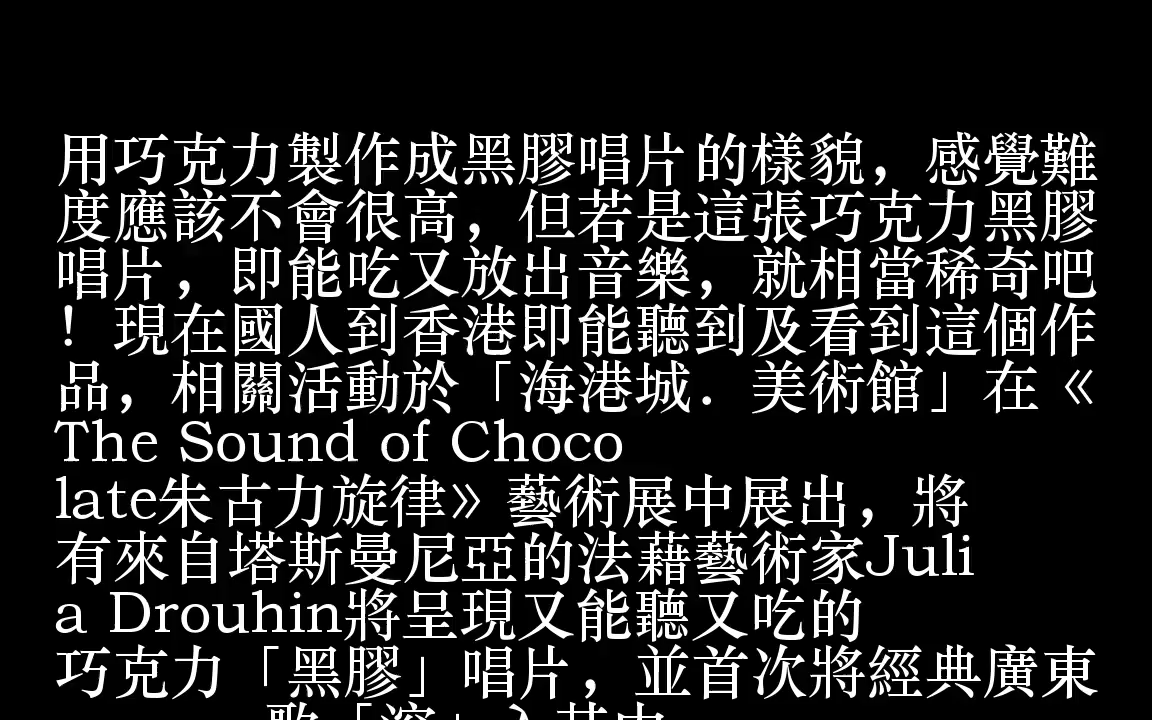 用巧克力製作成黑膠唱片的樣貌，感覺難
度應該不會很高，但若是這張巧克力黑膠
唱片，即能吃又放出音樂，就相當稀奇吧
！現在國人到香港即能聽到及看到這個作
品，相關活動於「海港城．美術館」在《
The Sound of Choco
late朱古力旋律》藝術展中展出，將
有來自塔斯曼尼亞的法藉藝術家Juli
a Drouhin將呈現又能聽又吃的
巧克力「黑膠」唱片，並首次將經典廣東
歌「溶」入其中